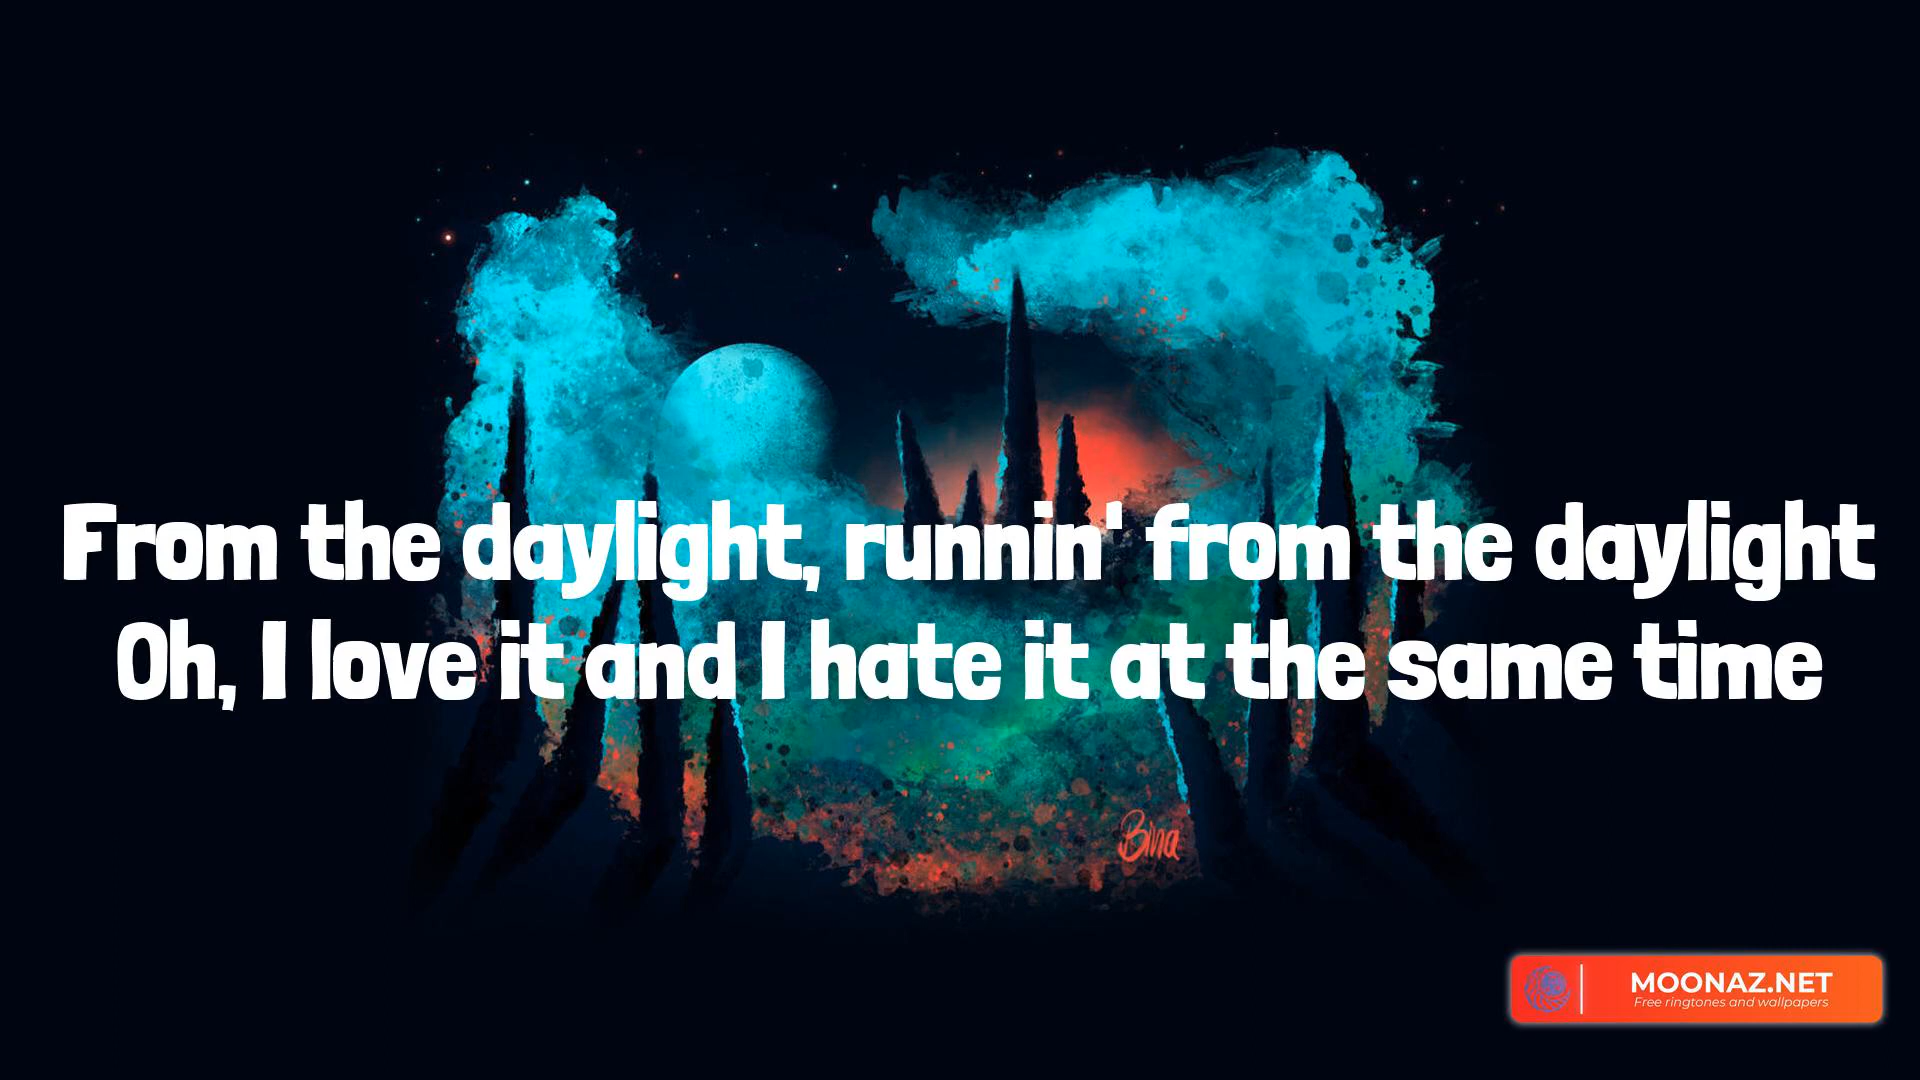 From the daylight, runnin' from the daylight
Oh, I love it and I hate it at the same time
Bina
MOONAZ.NET
Free ringtones and wallpapers